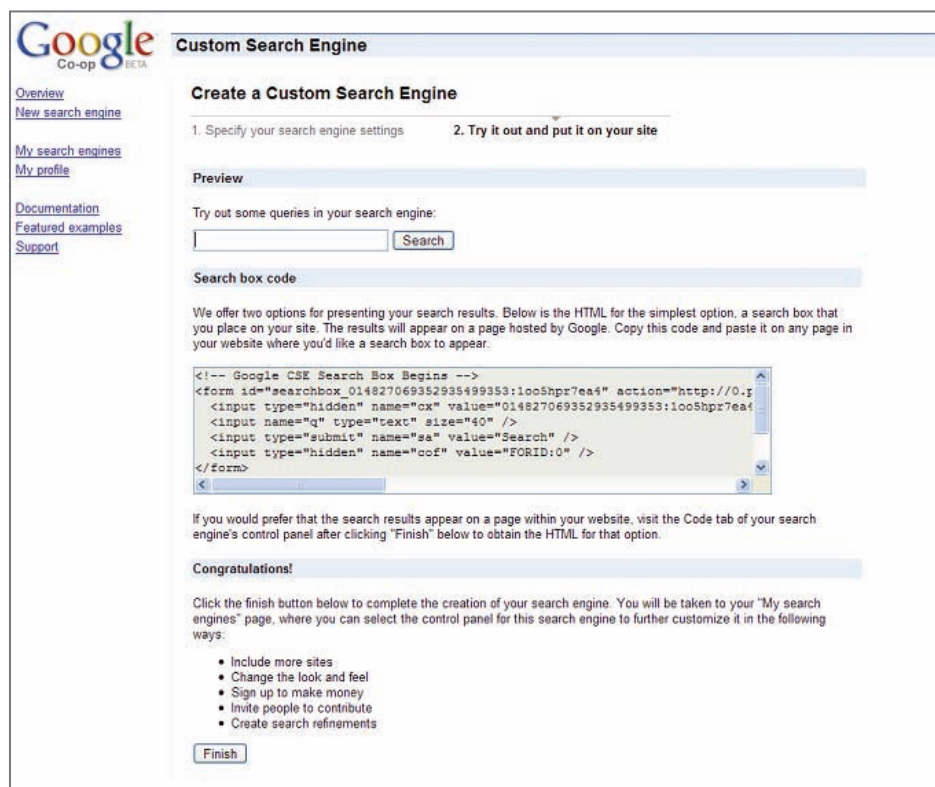 Google
Co-op BETA
Custom Search Engine
Overview
New search engine
My search engines
My profile
Documentation
Featured examples
Support
Create a Custom Search Engine
1. Specify your search engine settings
2. Try it out and put it on your site
Preview
Try out some queries in your search engine:
Search
Search box code
We offer two options for presenting your search results. Below is the HTML for the simplest option, a search box that
you place on your site. The results will appear on a page hosted by Google. Copy this code and paste it on any page in
your website where you'd like a search box to appear.
<!-- Google CSE Search Box Begins -->
<form id="searchbox_014827069352935499353:1oo5hpr7ea4" action="http://0.p
<input type="hidden" name="cx" value="014827069352935499353:1oo5hpr7ea4
<input name="q" type="text" size="40" />
<input type="submit" name="sa" value="Search" />
<input type="hidden" name="cof" value="FORID:0" />
</form>
If you would prefer that the search results appear on a page within your website, visit the Code tab of your search
engine's control panel after clicking "Finish" below to obtain the HTML for that option.
Congratulations!
Click the finish button below to complete the creation of your search engine. You will be taken to your "My search
engines" page, where you can select the control panel for this search engine to further customize it in the following
ways:
• Include more sites
• Change the look and feel
• Sign up to make money
• Invite people to contribute
• Create search refinements
Finish